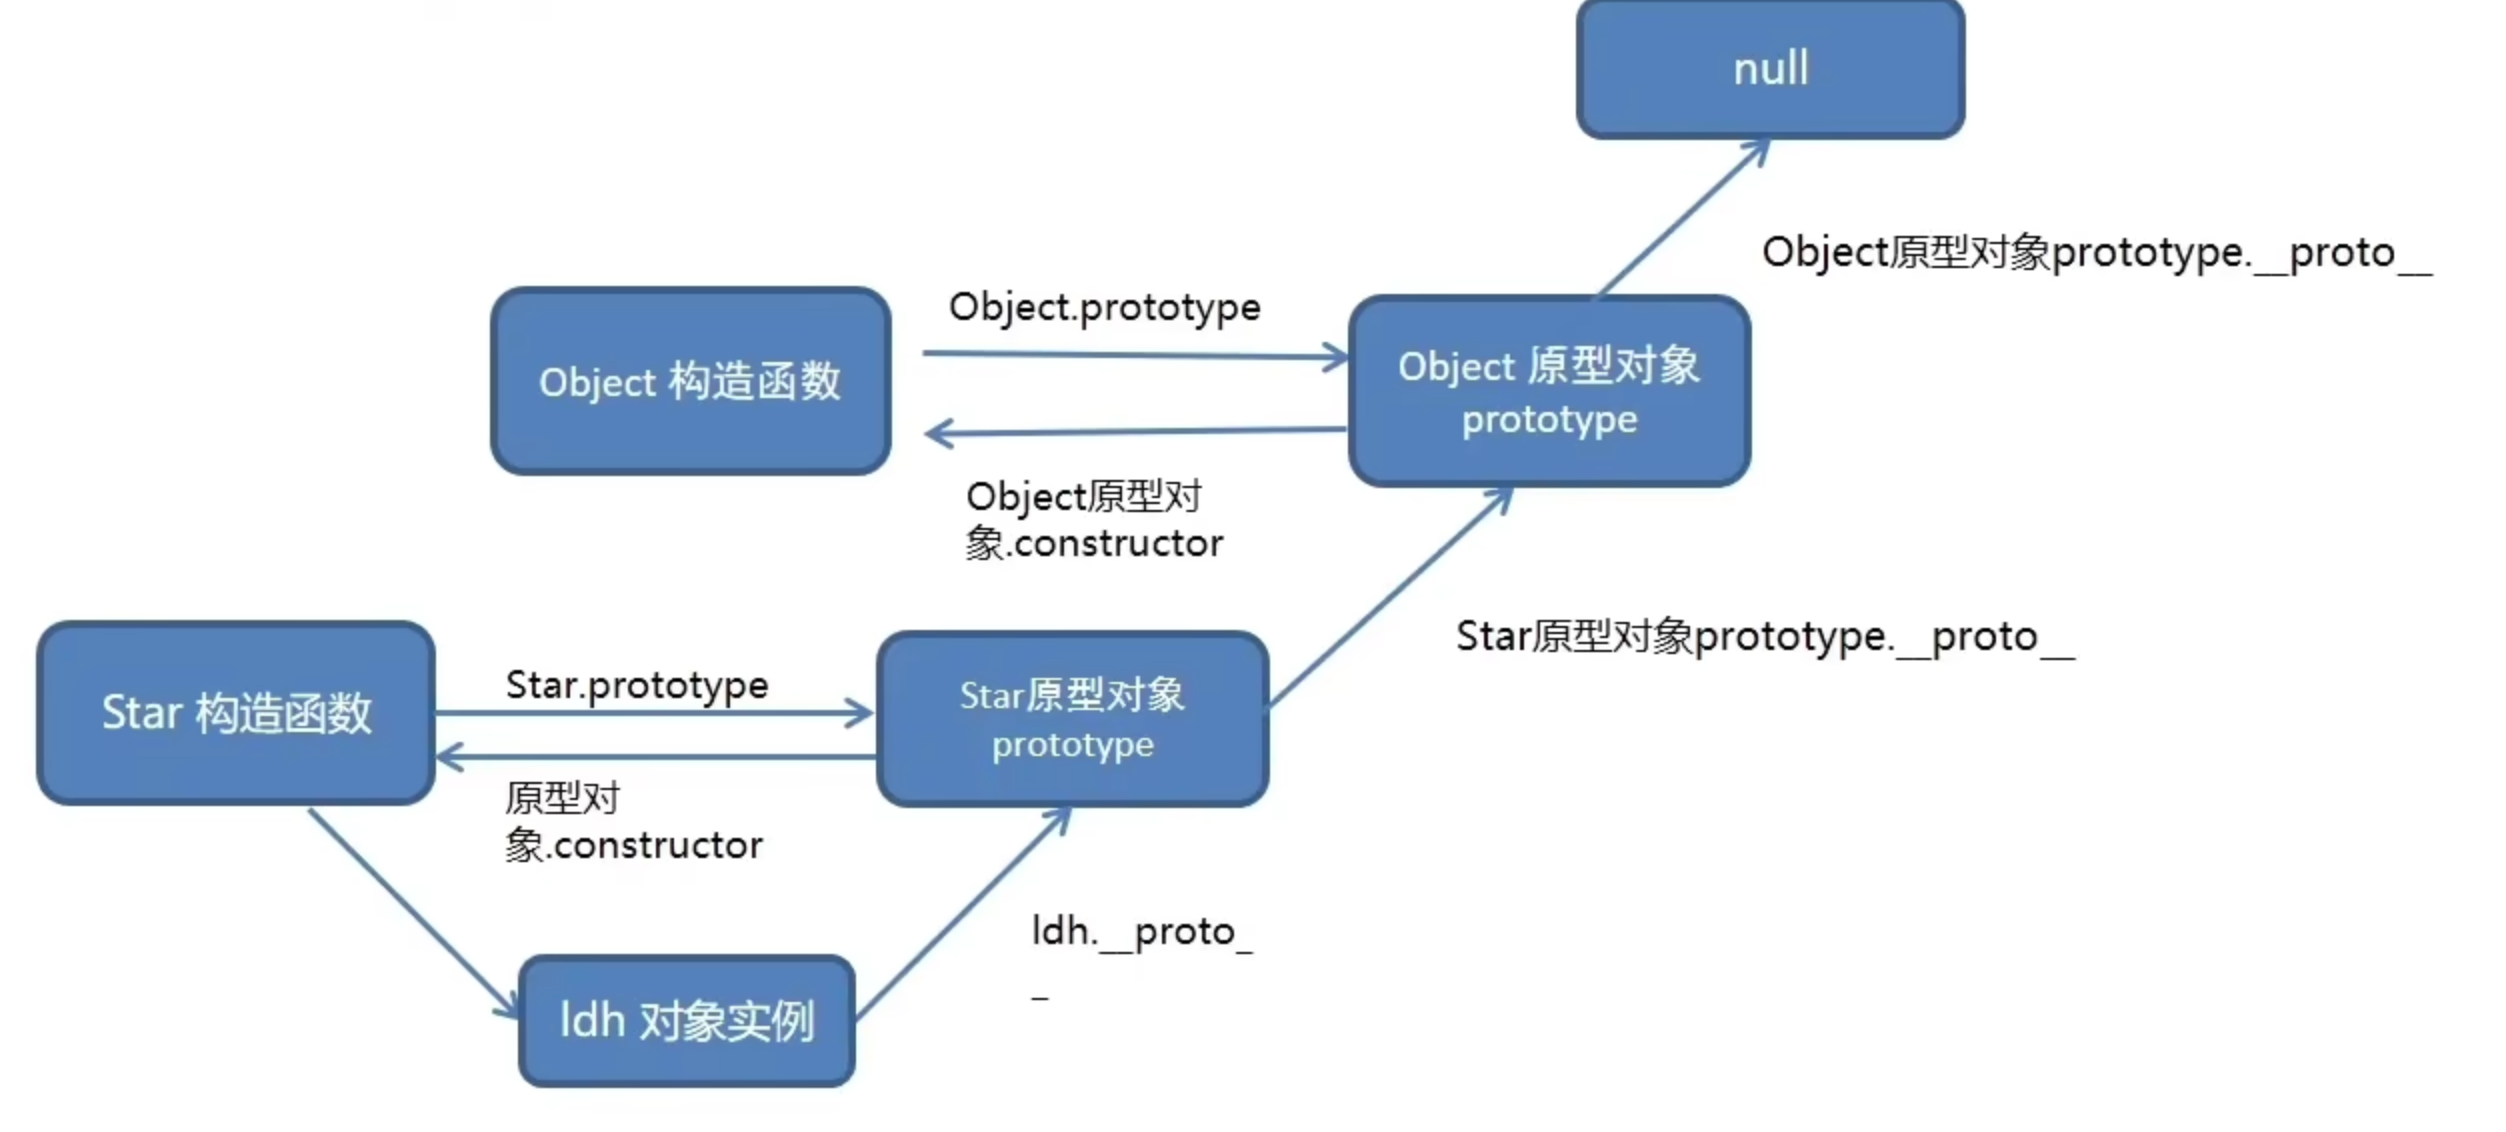 null
Object原型对象prototype.__proto__
Object.prototype
Object 构造函数
Object 原型对象
prototype
Object原型对
象.constructor
Star原型对象prototype.__proto__
Star 构造函数
Star.prototype
Star原型对象
prototype
原型对
象.constructor
ldh.__proto_
_
ldh 对象实例